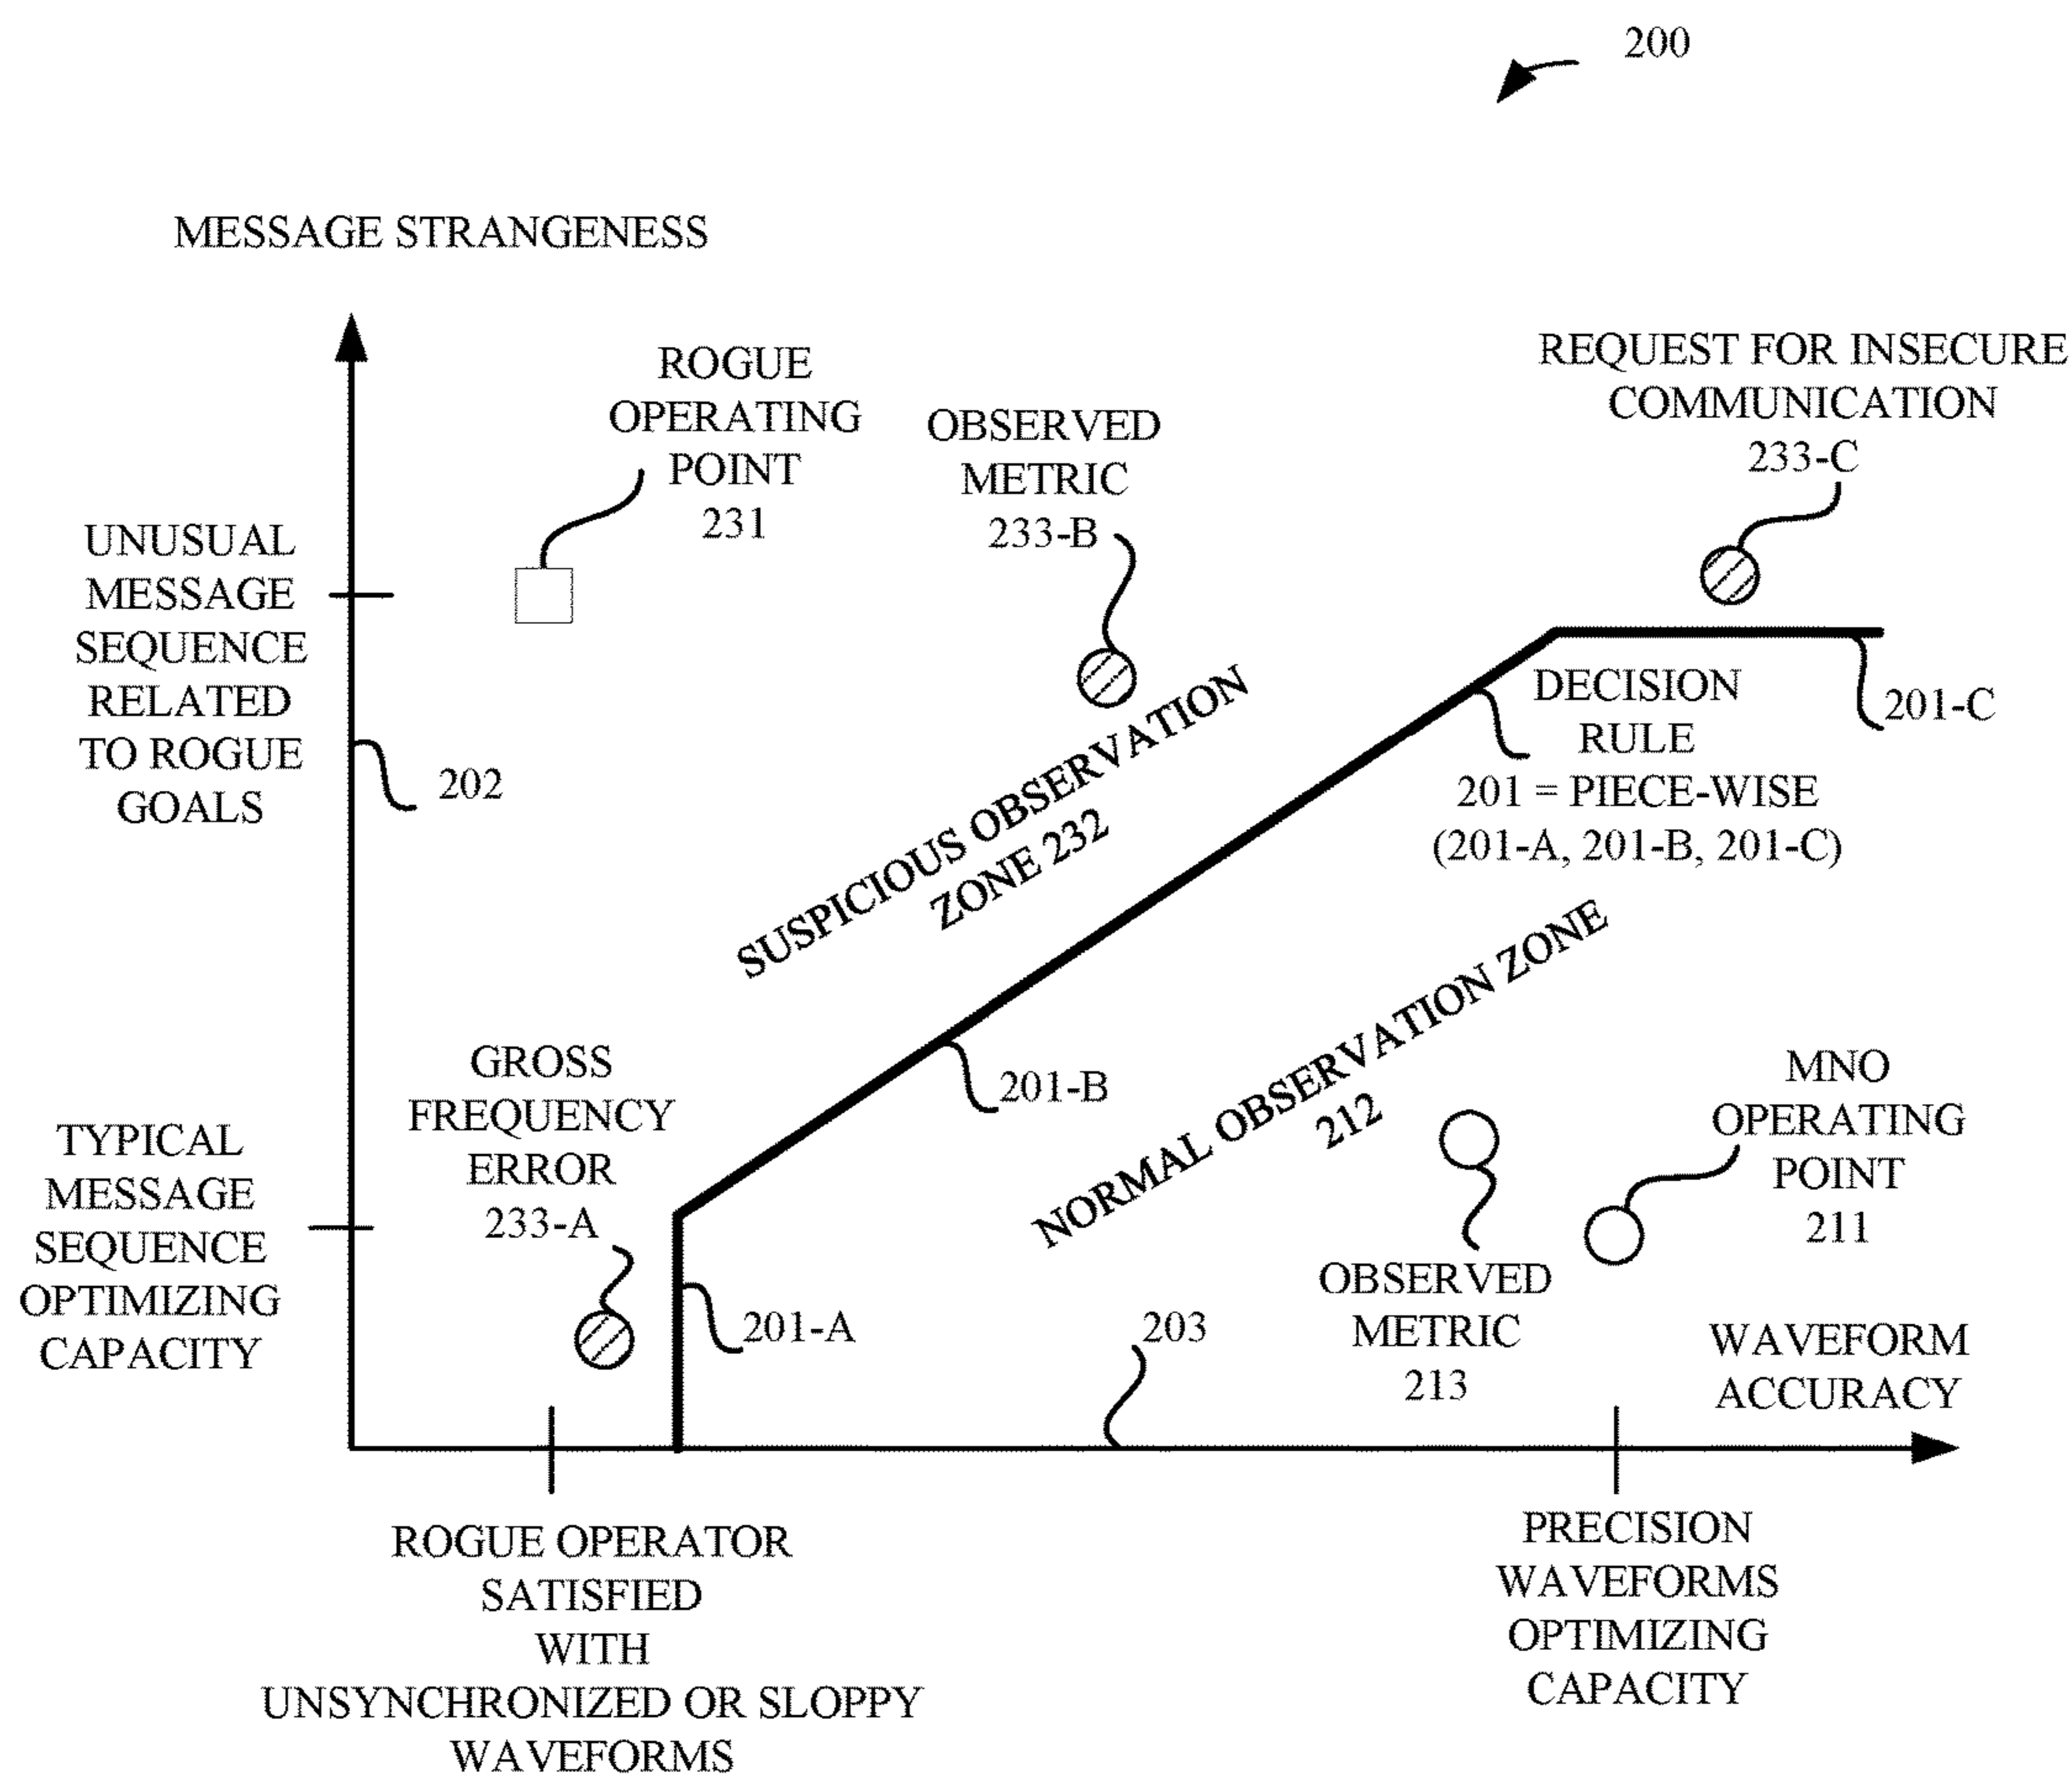 200
MESSAGE STRANGENESS
ROGUE
OPERATING
POINT
231
OBSERVED
METRIC
233-B
REQUEST FOR INSECURE
COMMUNICATION
233-C
UNUSUAL
MESSAGE
SEQUENCE
RELATED
TO ROGUE
GOALS
202
SUSPICIOUS OBSERVATION
ZONE 232
DECISION
RULE
201 = PIECE-WISE
(201-A, 201-B, 201-C)
201-C
NORMAL OBSERVATION ZONE
212
GROSS
FREQUENCY
ERROR
233-A
201-B
MNO
OPERATING
POINT
211
TYPICAL
MESSAGE
SEQUENCE
OPTIMIZING
CAPACITY
201-A
203
OBSERVED
METRIC
213
WAVEFORM
ACCURACY
ROGUE OPERATOR
SATISFIED
WITH
UNSYNCHRONIZED OR SLOPPY
WAVEFORMS
PRECISION
WAVEFORMS
OPTIMIZING
CAPACITY